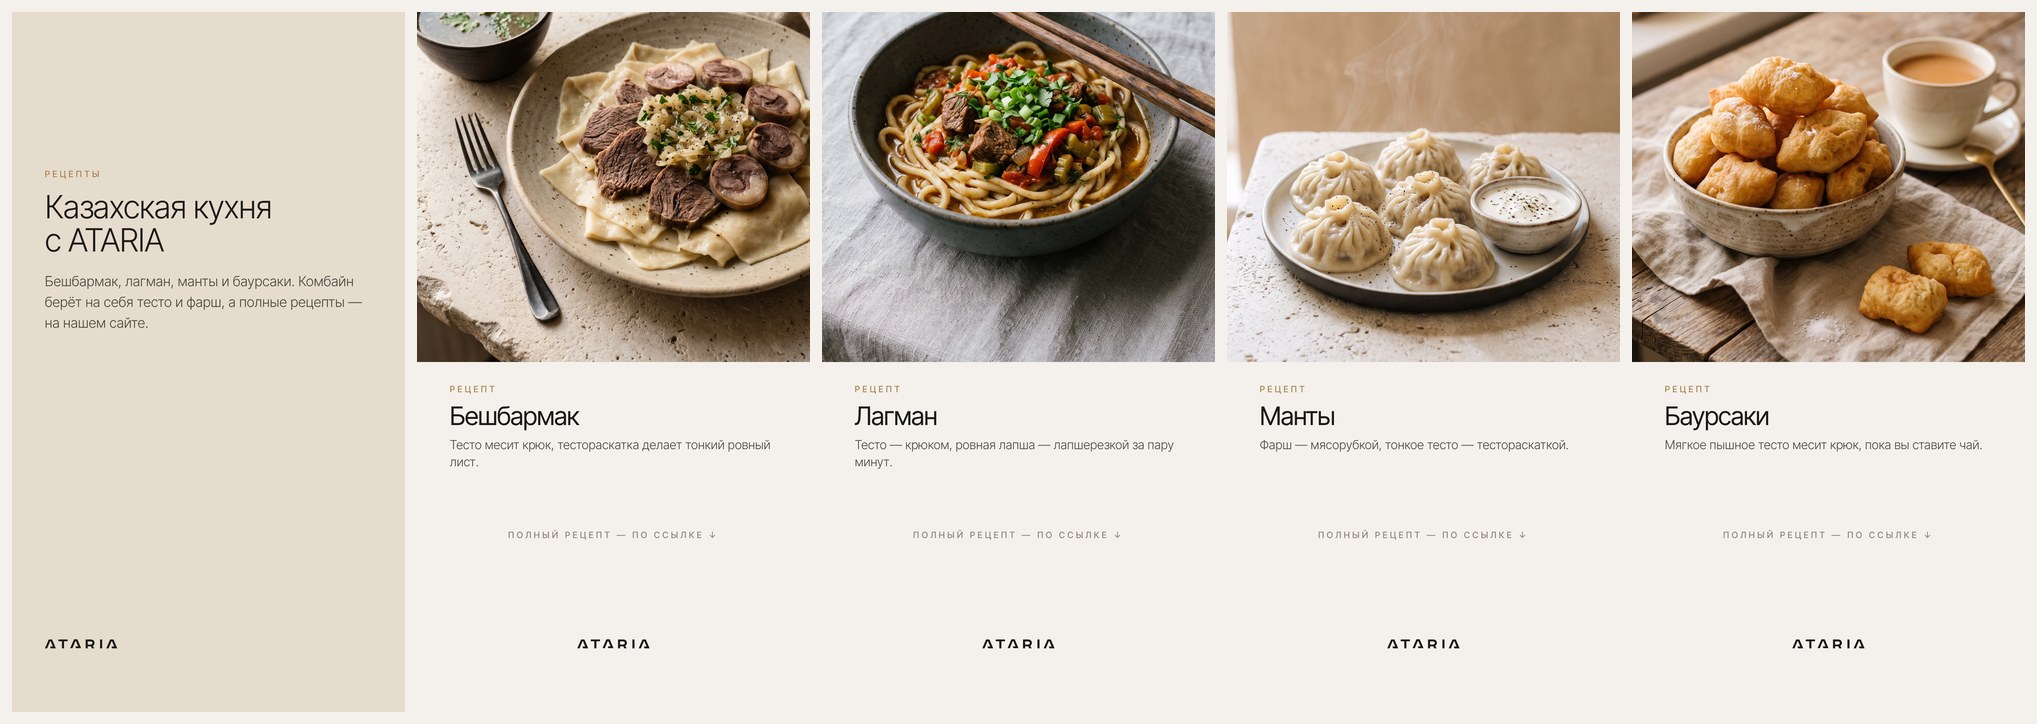 РЕЦЕПТЫ
Казахская кухня
с ATARIA
Бешбармак, лагман, манты и баурсаки. Комбайн
берёт на себя тесто и фарш, а полные рецепты —
на нашем сайте.
ATARIA
РЕЦЕПТ
Бешбармак
Тесто месит крюк, тестораскатка делает тонкий ровный
лист.
ПОЛНЫЙ РЕЦЕПТ — ПО ССЫЛКЕ ↓
ATARIA
РЕЦЕПТ
Лагман
Тесто — крюком, ровная лапша — лапшерезкой за пару
минут.
ПОЛНЫЙ РЕЦЕПТ — ПО ССЫЛКЕ ↓
ATARIA
РЕЦЕПТ
Манты
Фарш — мясорубкой, тонкое тесто — тестораскаткой.
ПОЛНЫЙ РЕЦЕПТ — ПО ССЫЛКЕ ↓
ATARIA
РЕЦЕПТ
Баурсаки
Мягкое пышное тесто месит крюк, пока вы ставите чай.
ПОЛНЫЙ РЕЦЕПТ — ПО ССЫЛКЕ ↓
ATARIA